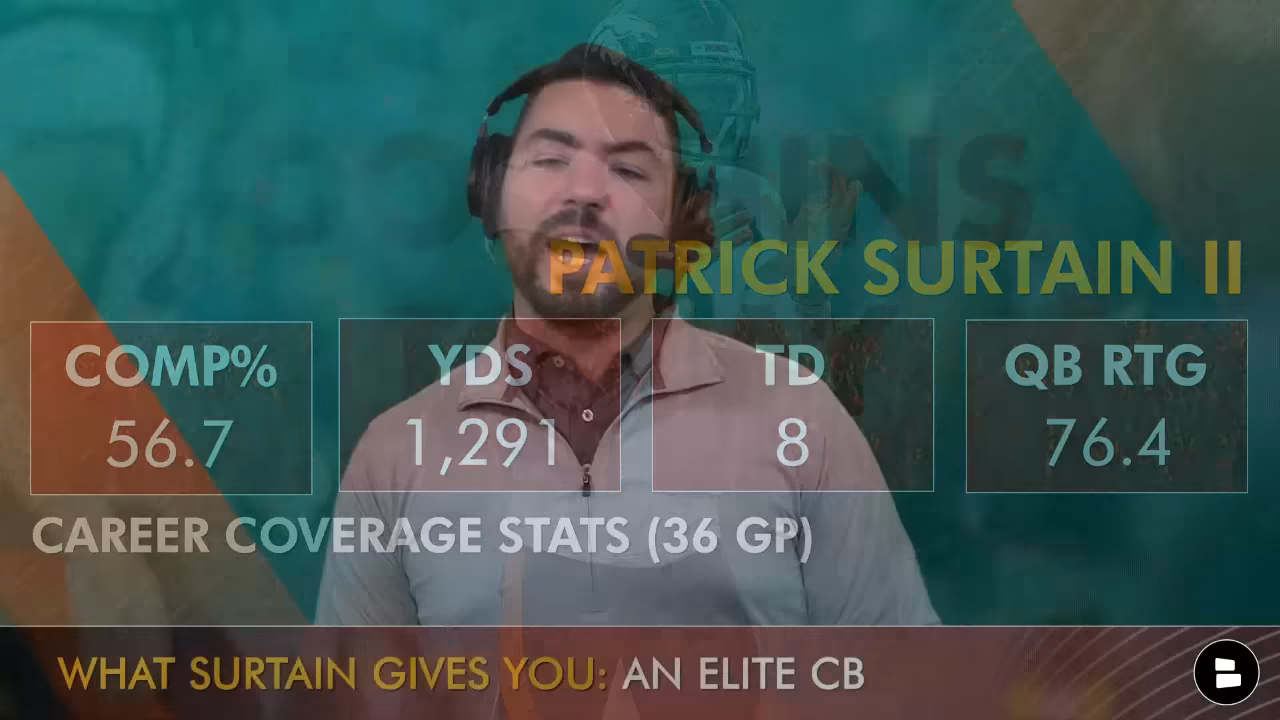 PATRICK SURTAIN II
COMP% YDS TD QB RTG
56.7 1,291 8 76.4
CAREER COVERAGE STATS (36 GP)
WHAT SURTAIN GIVES YOU: AN ELITE CB